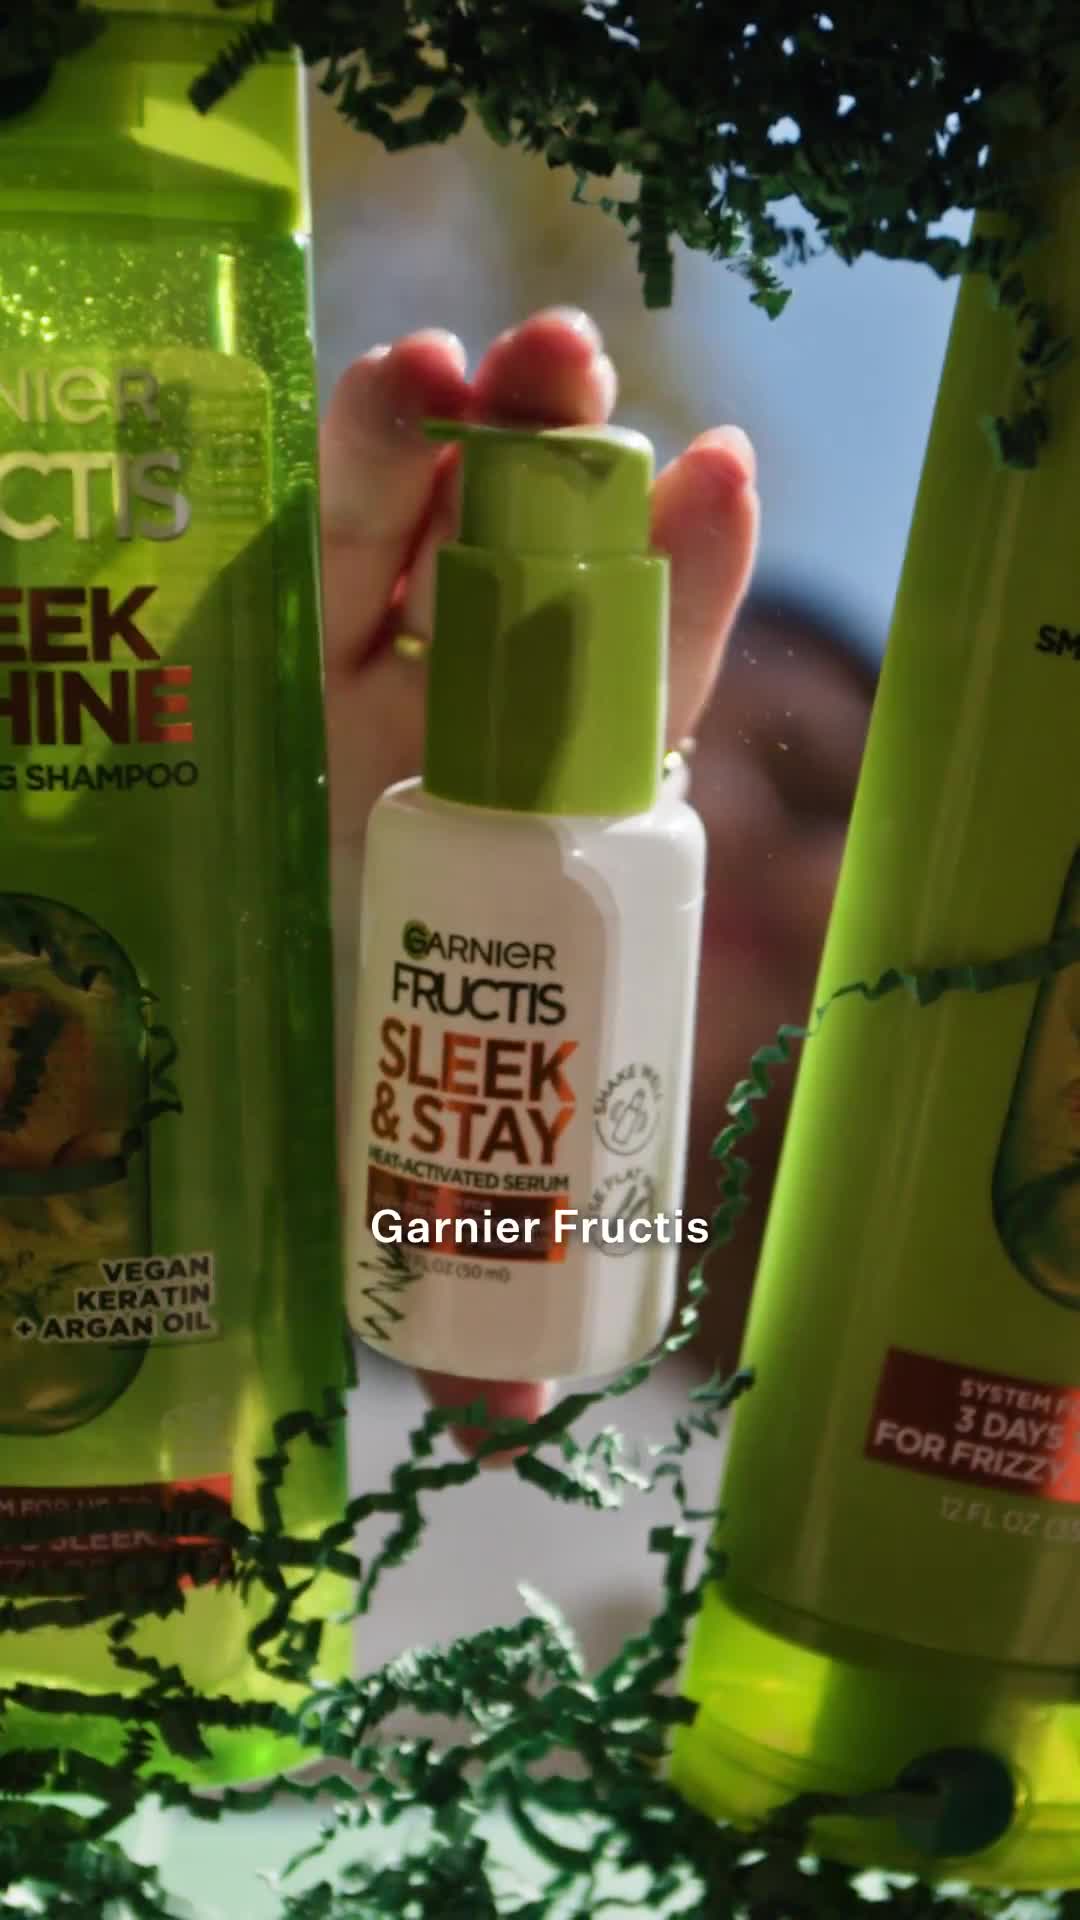 NIER
CTIS
EEK
HINE
G SHAMPOO
VEGAN
KERATIN
+ ARGAN OIL
GARNIER
FRUCTIS
SLEEK
& STAY
HEAT-ACTIVATED SERUM
SHAKE WELL
FL OZ (50 ml)
Garnier Fructis
SM
SYSTEM F
3 DAYS
FOR FRIZZY
12 FL OZ